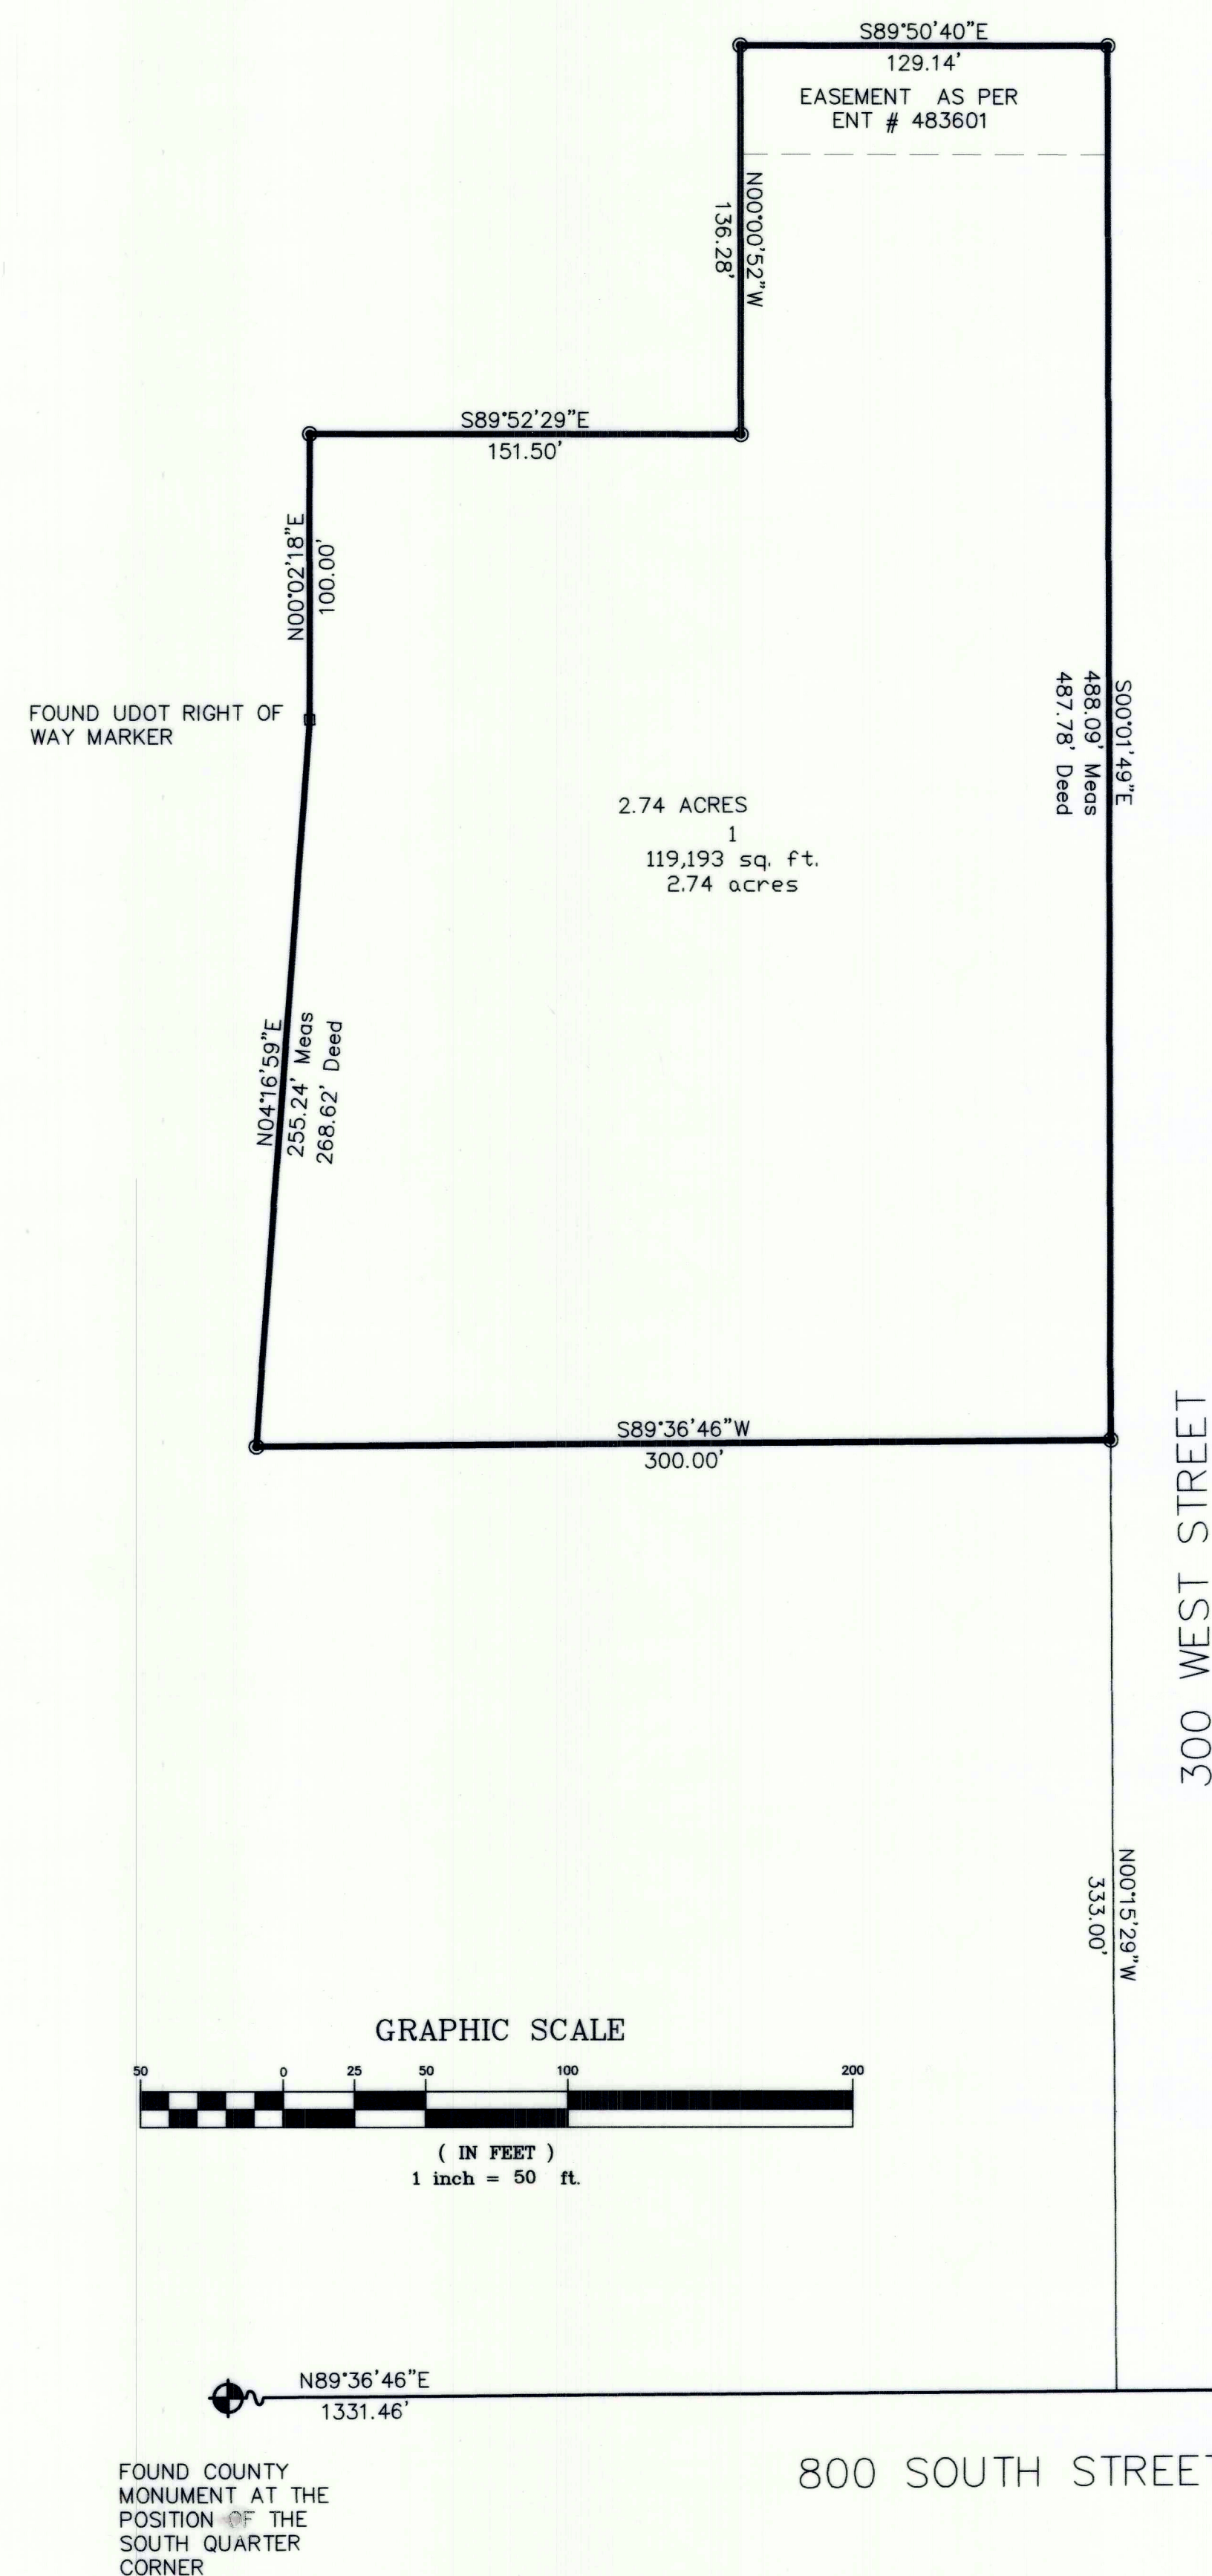 S89°50'40"E
129.14'
EASEMENT AS PER
ENT # 483601
N00°00'52"W
136.28'
S89°52'29"E
151.50'
N00°02'18"E
100.00'
FOUND UDOT RIGHT OF
WAY MARKER
S00°01'49"E
488.09' Meas
487.78' Deed
2.74 ACRES
1
119,193 sq. ft.
2.74 acres
N04°16'59"E
255.24' Meas
268.62' Deed
S89°36'46"W
300.00'
300 WEST STREET
N00°15'29"W
333.00'
GRAPHIC SCALE
50 0 25 50 100 200
( IN FEET )
1 inch = 50 ft.
N89°36'46"E
1331.46'
800 SOUTH STREET
FOUND COUNTY
MONUMENT AT THE
POSITION OF THE
SOUTH QUARTER
CORNER